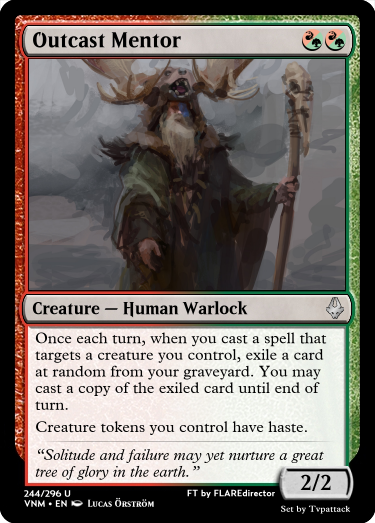 Outcast Mentor
Creature — Human Warlock
Once each turn, when you cast a spell that
targets a creature you control, exile a card
at random from your graveyard. You may
cast a copy of the exiled card until end of
turn.
Creature tokens you control have haste.
“Solitude and failure may yet nurture a great
tree of glory in the earth.”
2/2
244/296 U
VNM • EN Lucas Örström
FT by FLAREdirector
Set by Tvpattack